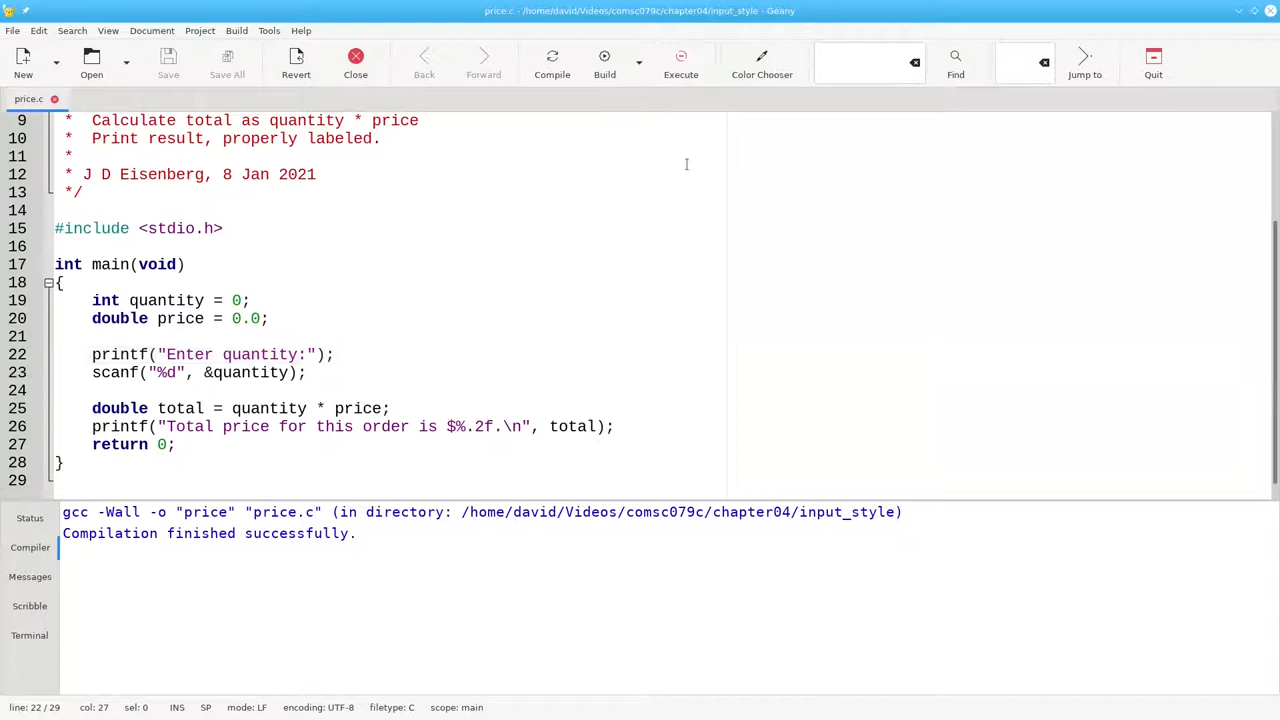 price.c - /home/david/Videos/comsc079c/chapter04/input_style - Geany
File Edit Search View Document Project Build Tools Help
New Open Save Save All Revert Close Back Forward Compile Build Execute Color Chooser Find Jump to Quit
price.c
9 * Calculate total as quantity * price
10 * Print result, properly labeled.
11 *
12 * J D Eisenberg, 8 Jan 2021
13 */
14
15 #include <stdio.h>
16
17 int main(void)
18 {
19 int quantity = 0;
20 double price = 0.0;
21
22 printf("Enter quantity:");
23 scanf("%d", &quantity);
24
25 double total = quantity * price;
26 printf("Total price for this order is $%.2f.\n", total);
27 return 0;
28 }
29
Status
Compiler
Messages
Scribble
Terminal
gcc -Wall -o "price" "price.c" (in directory: /home/david/Videos/comsc079c/chapter04/input_style)
Compilation finished successfully.
line: 22 / 29 col: 27 sel: 0 INS SP mode: LF encoding: UTF-8 filetype: C scope: main